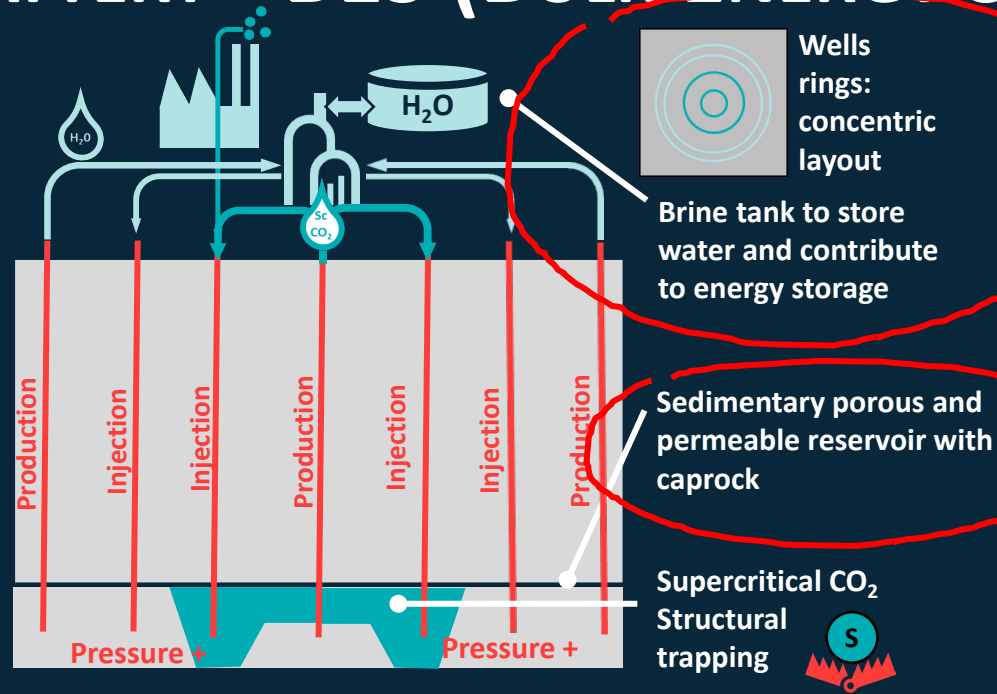 H₂O
H₂O
Sc
CO₂
Wells
rings:
concentric
layout
Brine tank to store
water and contribute
to energy storage
Production
Injection
Injection
Production
Injection
Injection
Production
Sedimentary porous and
permeable reservoir with
caprock
Supercritical CO₂
Structural
trapping
S
Pressure +
Pressure +